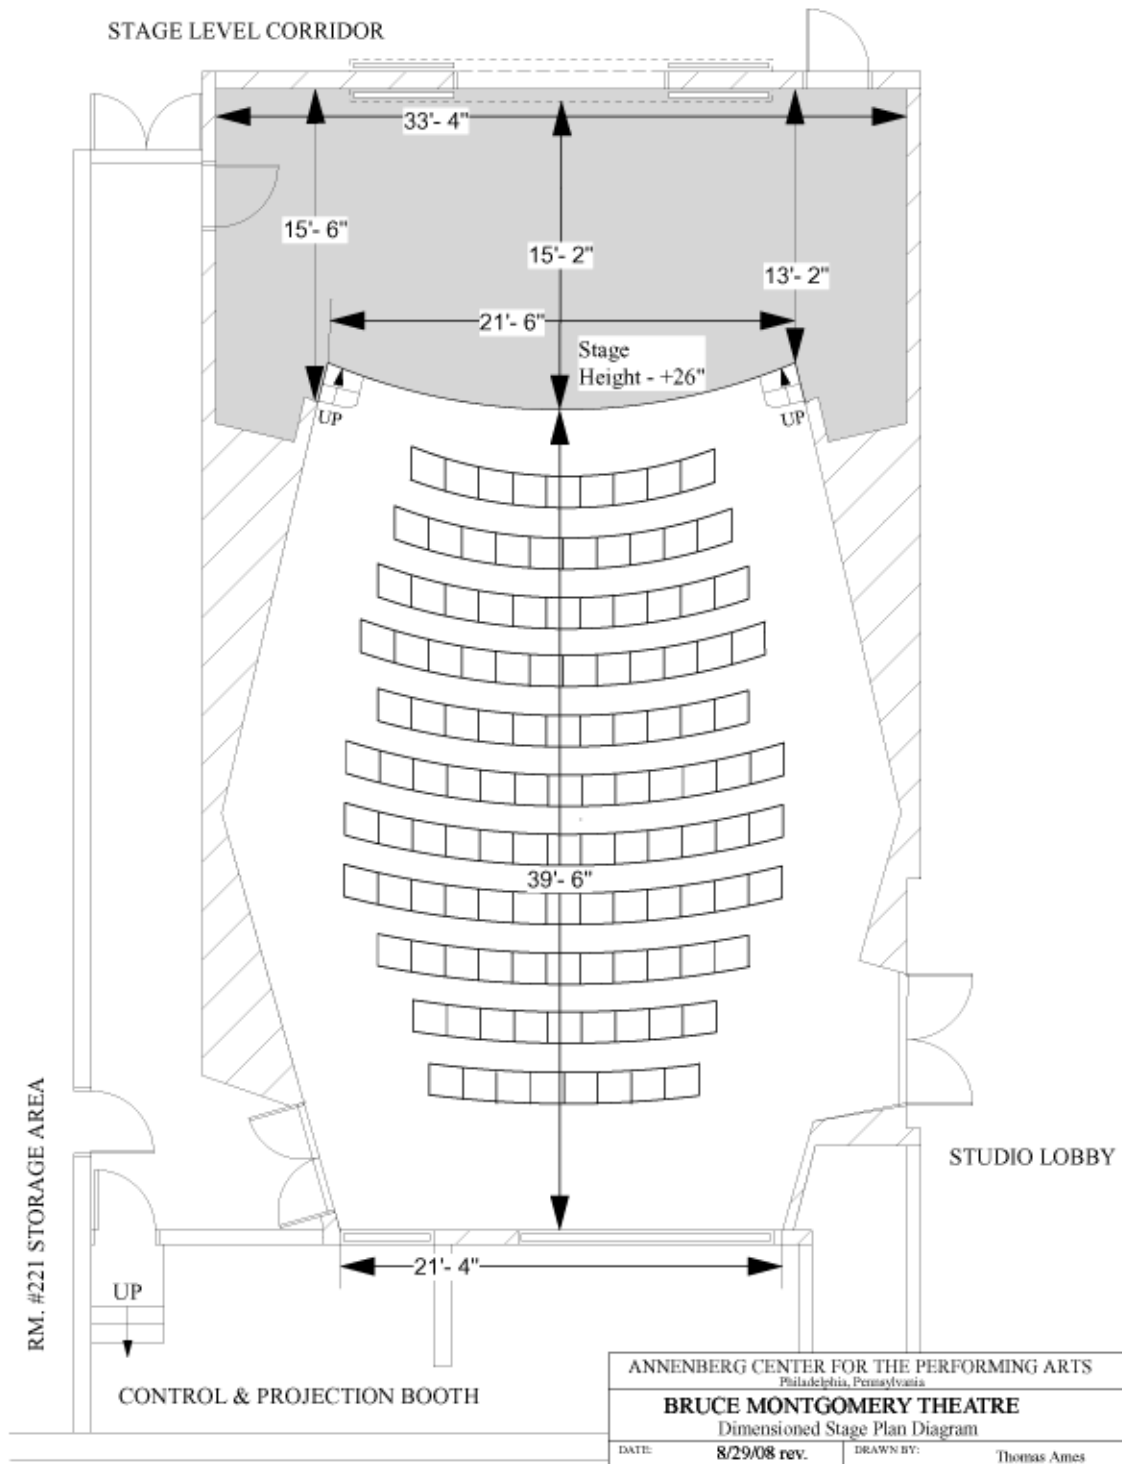 STAGE LEVEL CORRIDOR
33'- 4"
15'- 6"
15'- 2"
13'- 2"
21'- 6"
Stage
Height - +26"
UP
UP
39'- 6"
RM. #221 STORAGE AREA
STUDIO LOBBY
21'- 4"
UP
CONTROL & PROJECTION BOOTH
ANNENBERG CENTER FOR THE PERFORMING ARTS
Philadelphia, Pennsylvania
BRUCE MONTGOMERY THEATRE
Dimensioned Stage Plan Diagram
DATE: 8/29/08 rev. DRAWN BY: Thomas Ames